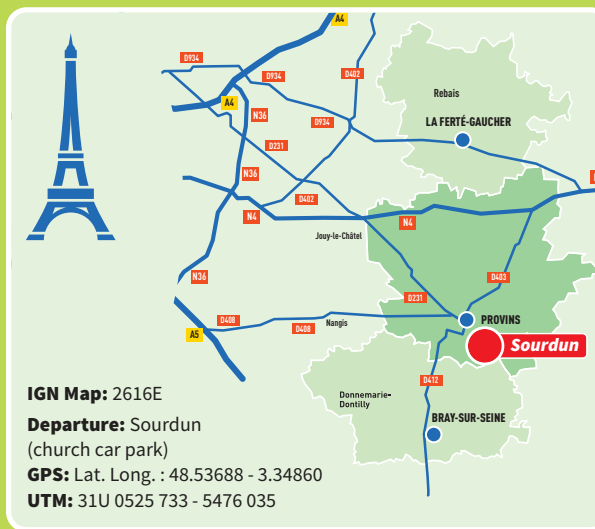 A4
D934
D934
D402
A4
Rebais
N36
D934
LA FERTÉ-GAUCHER
D231
N36
D402
N4
N4
Jouy-le-Châtel
N36
D403
D231
D408
Nangis
PROVINS
A5
D408
Sourdun
D412
Donnemarie-
Dontilly
BRAY-SUR-SEINE
IGN Map: 2616E
Departure: Sourdun
(church car park)
GPS: Lat. Long. : 48.53688 - 3.34860
UTM: 31U 0525 733 - 5476 035